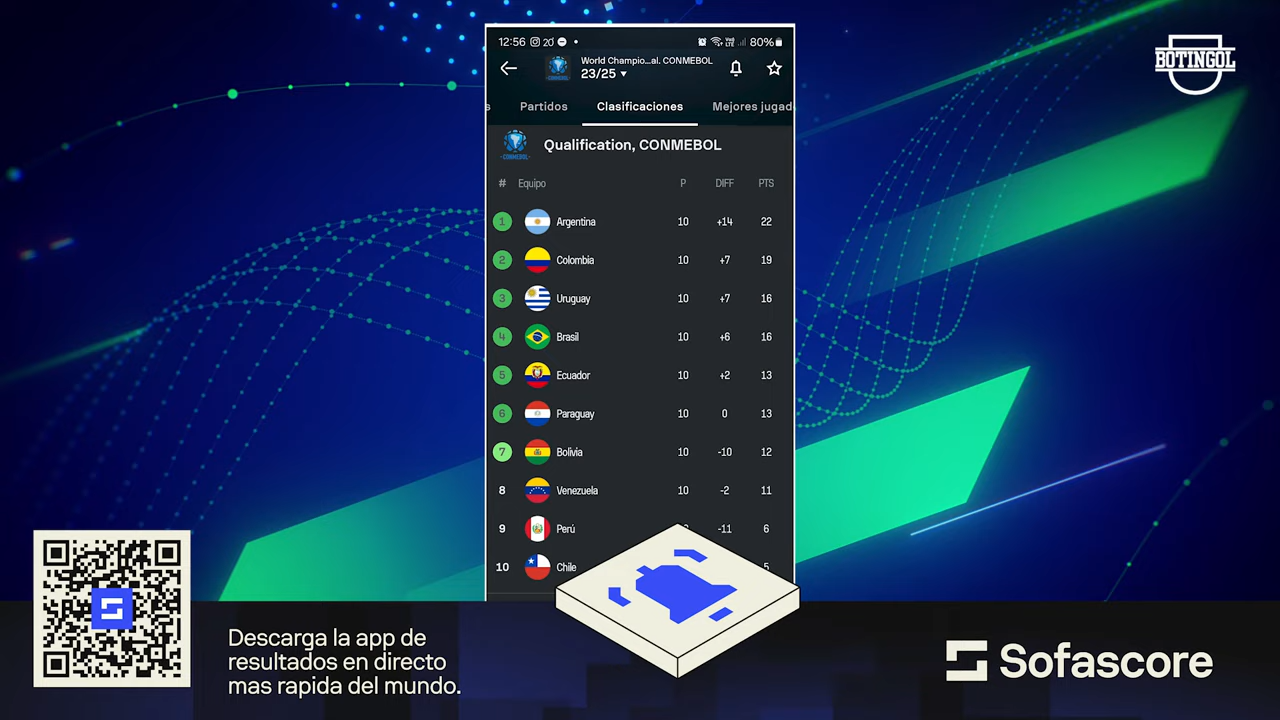 12:56 20 80%
World Champio...al. CONMEBOL
23/25
BOTINGOL
s Partidos Clasificaciones Mejores jugad
CONMEBOL
Qualification, CONMEBOL
# Equipo P DIFF PTS
1 Argentina 10 +14 22
2 Colombia 10 +7 19
3 Uruguay 10 +7 16
4 Brasil 10 +6 16
5 Ecuador 10 +2 13
6 Paraguay 10 0 13
7 Bolivia 10 -10 12
8 Venezuela 10 -2 11
9 Perú -11 6
10 Chile 5
Descarga la app de
resultados en directo
mas rapida del mundo.
Sofascore